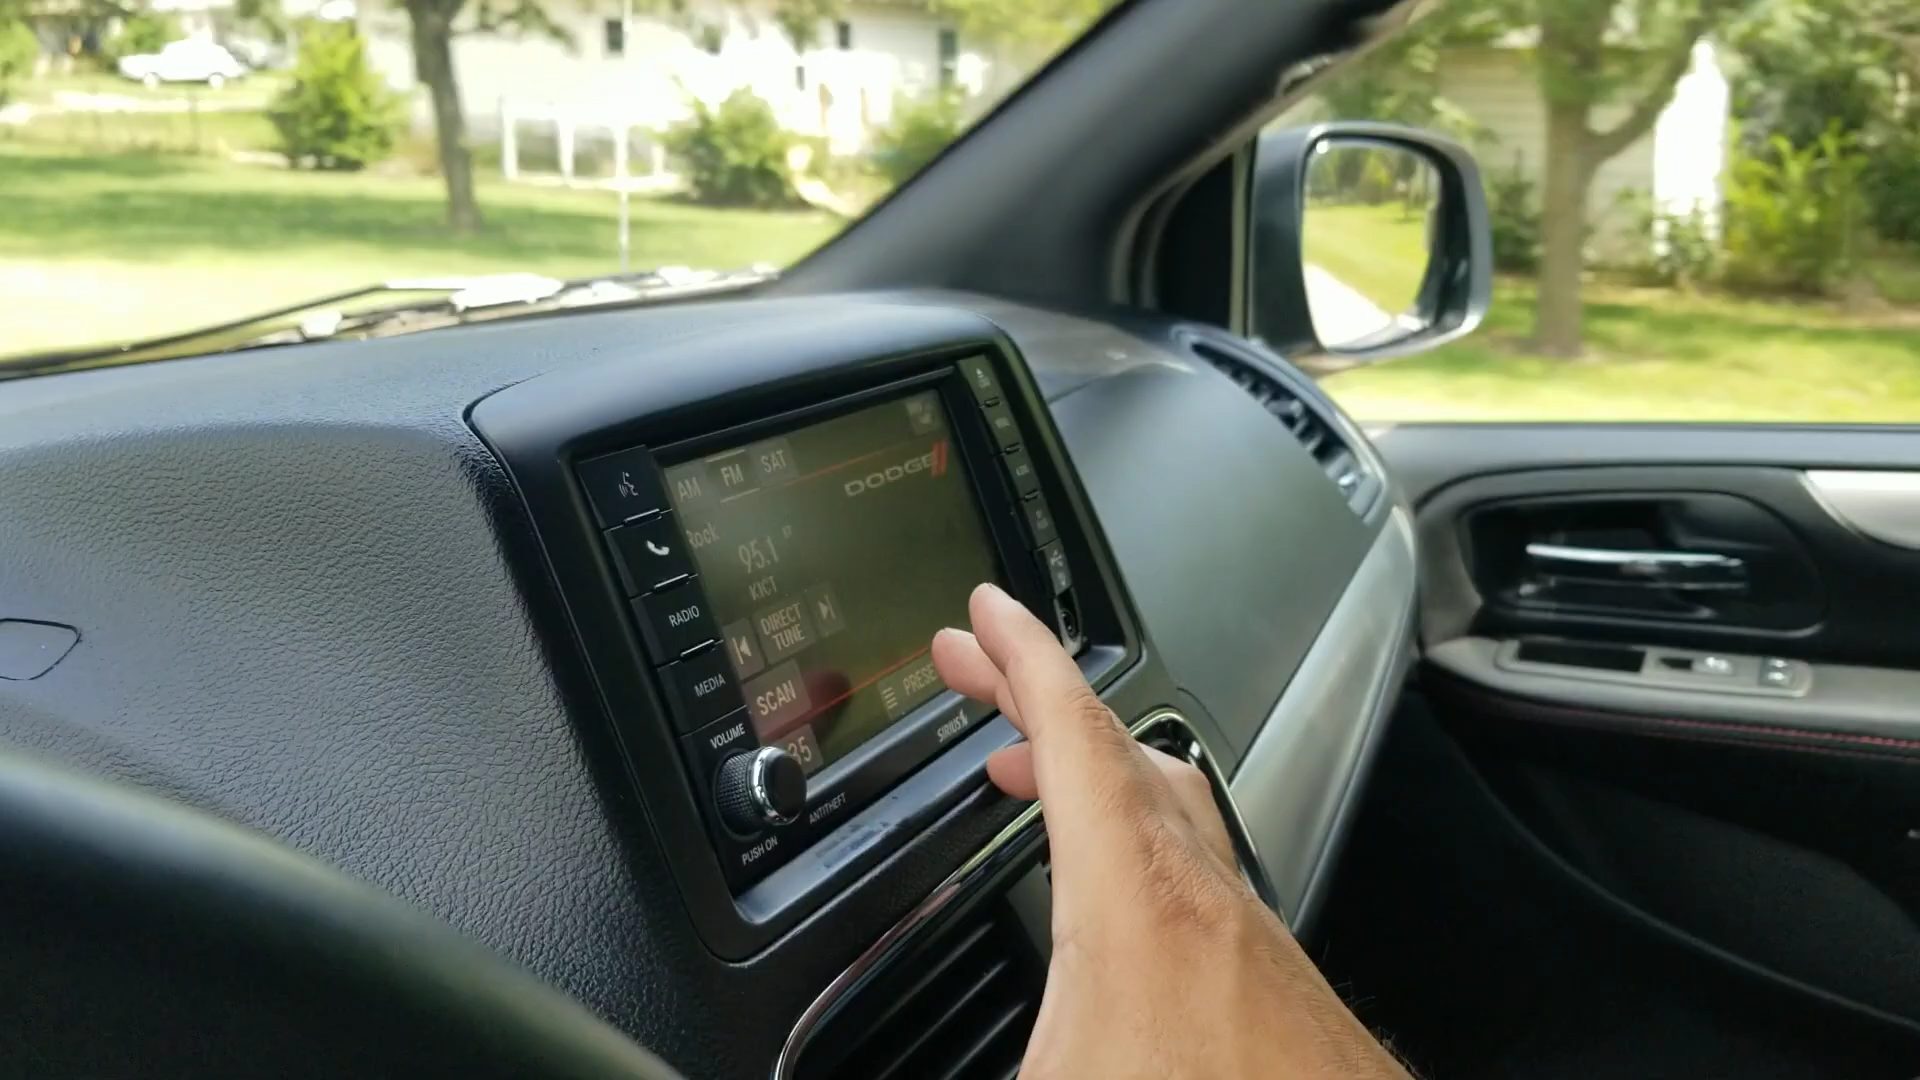 AM FM SAT
DODGE
Rock
95.1
KICT
DIRECT
TUNE
SCAN
PRESE
35
RADIO
MEDIA
VOLUME
PUSH ON
ANTITHEFT
SIRIUS